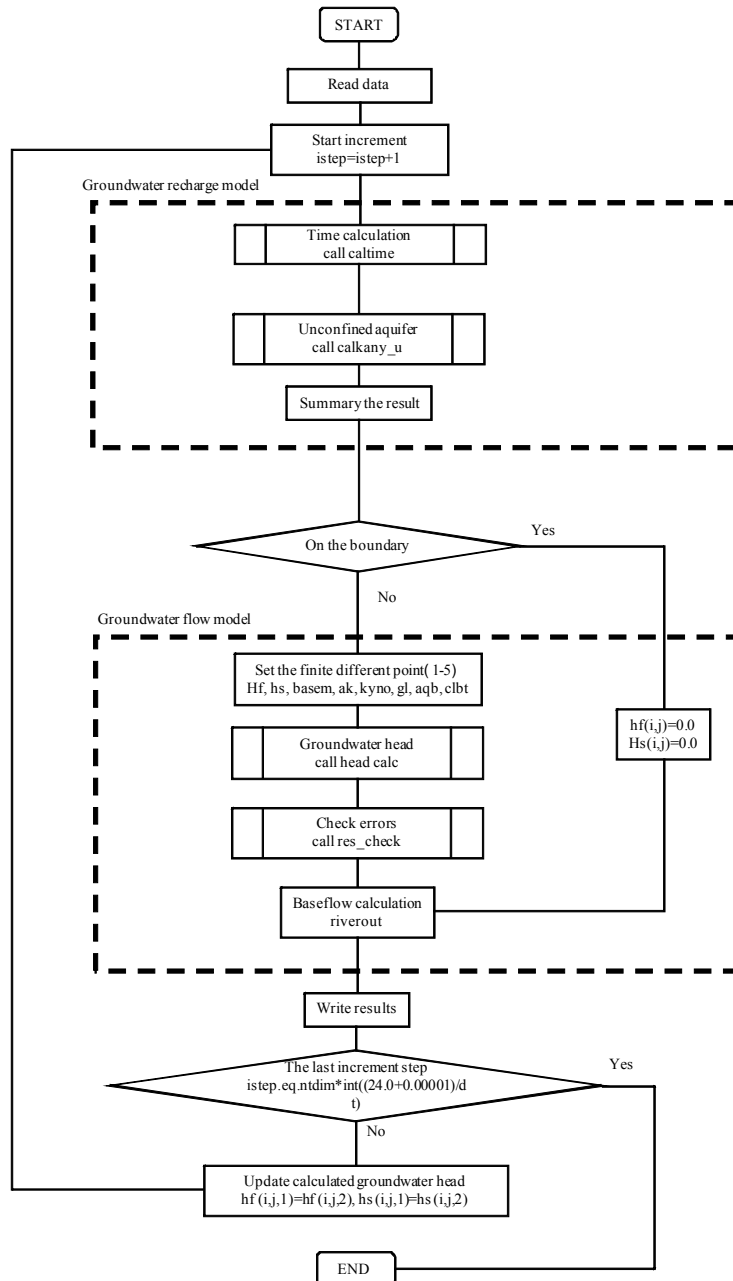 START
Read data
Start increment
istep=istep+1
Groundwater recharge model
Time calculation
call caltime
Unconfined aquifer
call calkany_u
Summary the result
On the boundary
Yes
No
Groundwater flow model
Set the finite different point( 1-5)
Hf, hs, basem, ak, kyno, gl, aqb, clbt
hf(i,j)=0.0
Hs(i,j)=0.0
Groundwater head
call head calc
Check errors
call res_check
Baseflow calculation
riverout
Write results
The last increment step
istep.eq.ntdim*int((24.0+0.00001)/d
t)
Yes
No
Update calculated groundwater head
hf (i,j,1)=hf (i,j,2), hs (i,j,1)=hs (i,j,2)
END